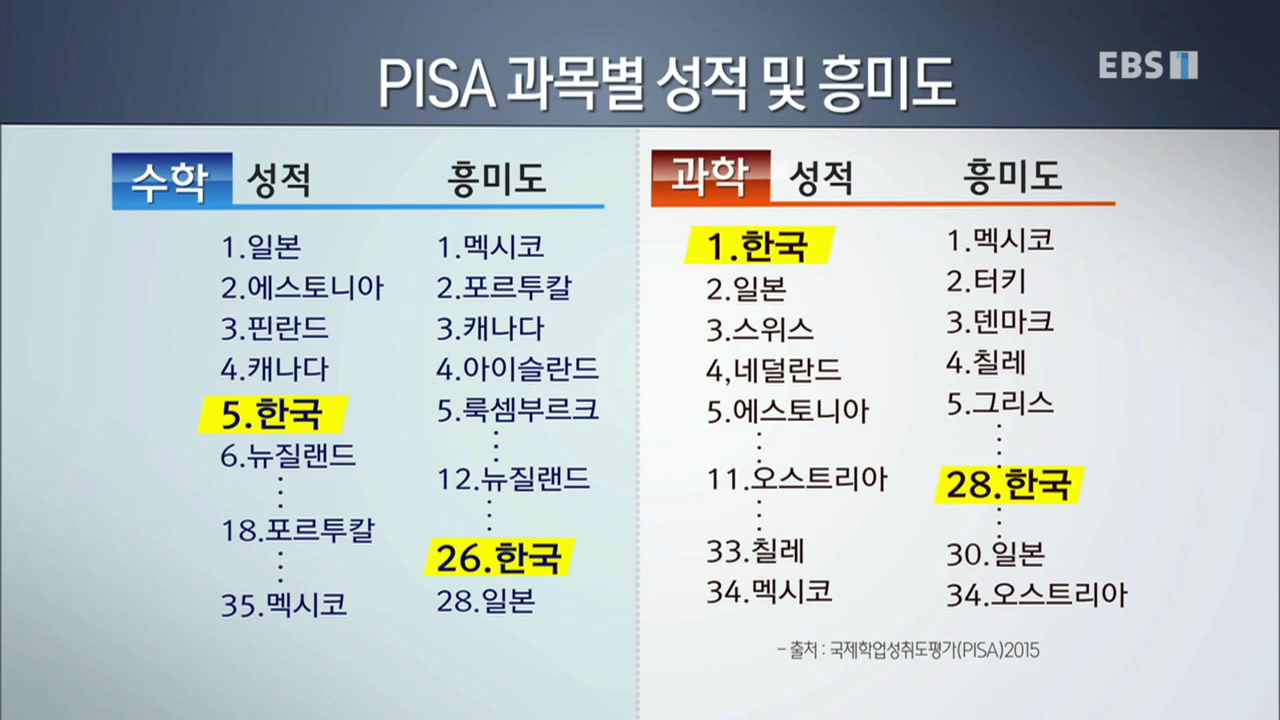 PISA 과목별 성적 및 흥미도
EBS 1
수학 성적 흥미도
1.일본
2.에스토니아
3.핀란드
4.캐나다
5.한국
6.뉴질랜드
18.포르투칼
35.멕시코
1.멕시코
2.포르투칼
3.캐나다
4.아이슬란드
5.룩셈부르크
12.뉴질랜드
26.한국
28.일본
과학 성적 흥미도
1.한국
2.일본
3.스위스
4,네덜란드
5.에스토니아
11.오스트리아
33.칠레
34.멕시코
1.멕시코
2.터키
3.덴마크
4.칠레
5.그리스
28.한국
30.일본
34.오스트리아
- 출처 : 국제학업성취도평가(PISA)2015